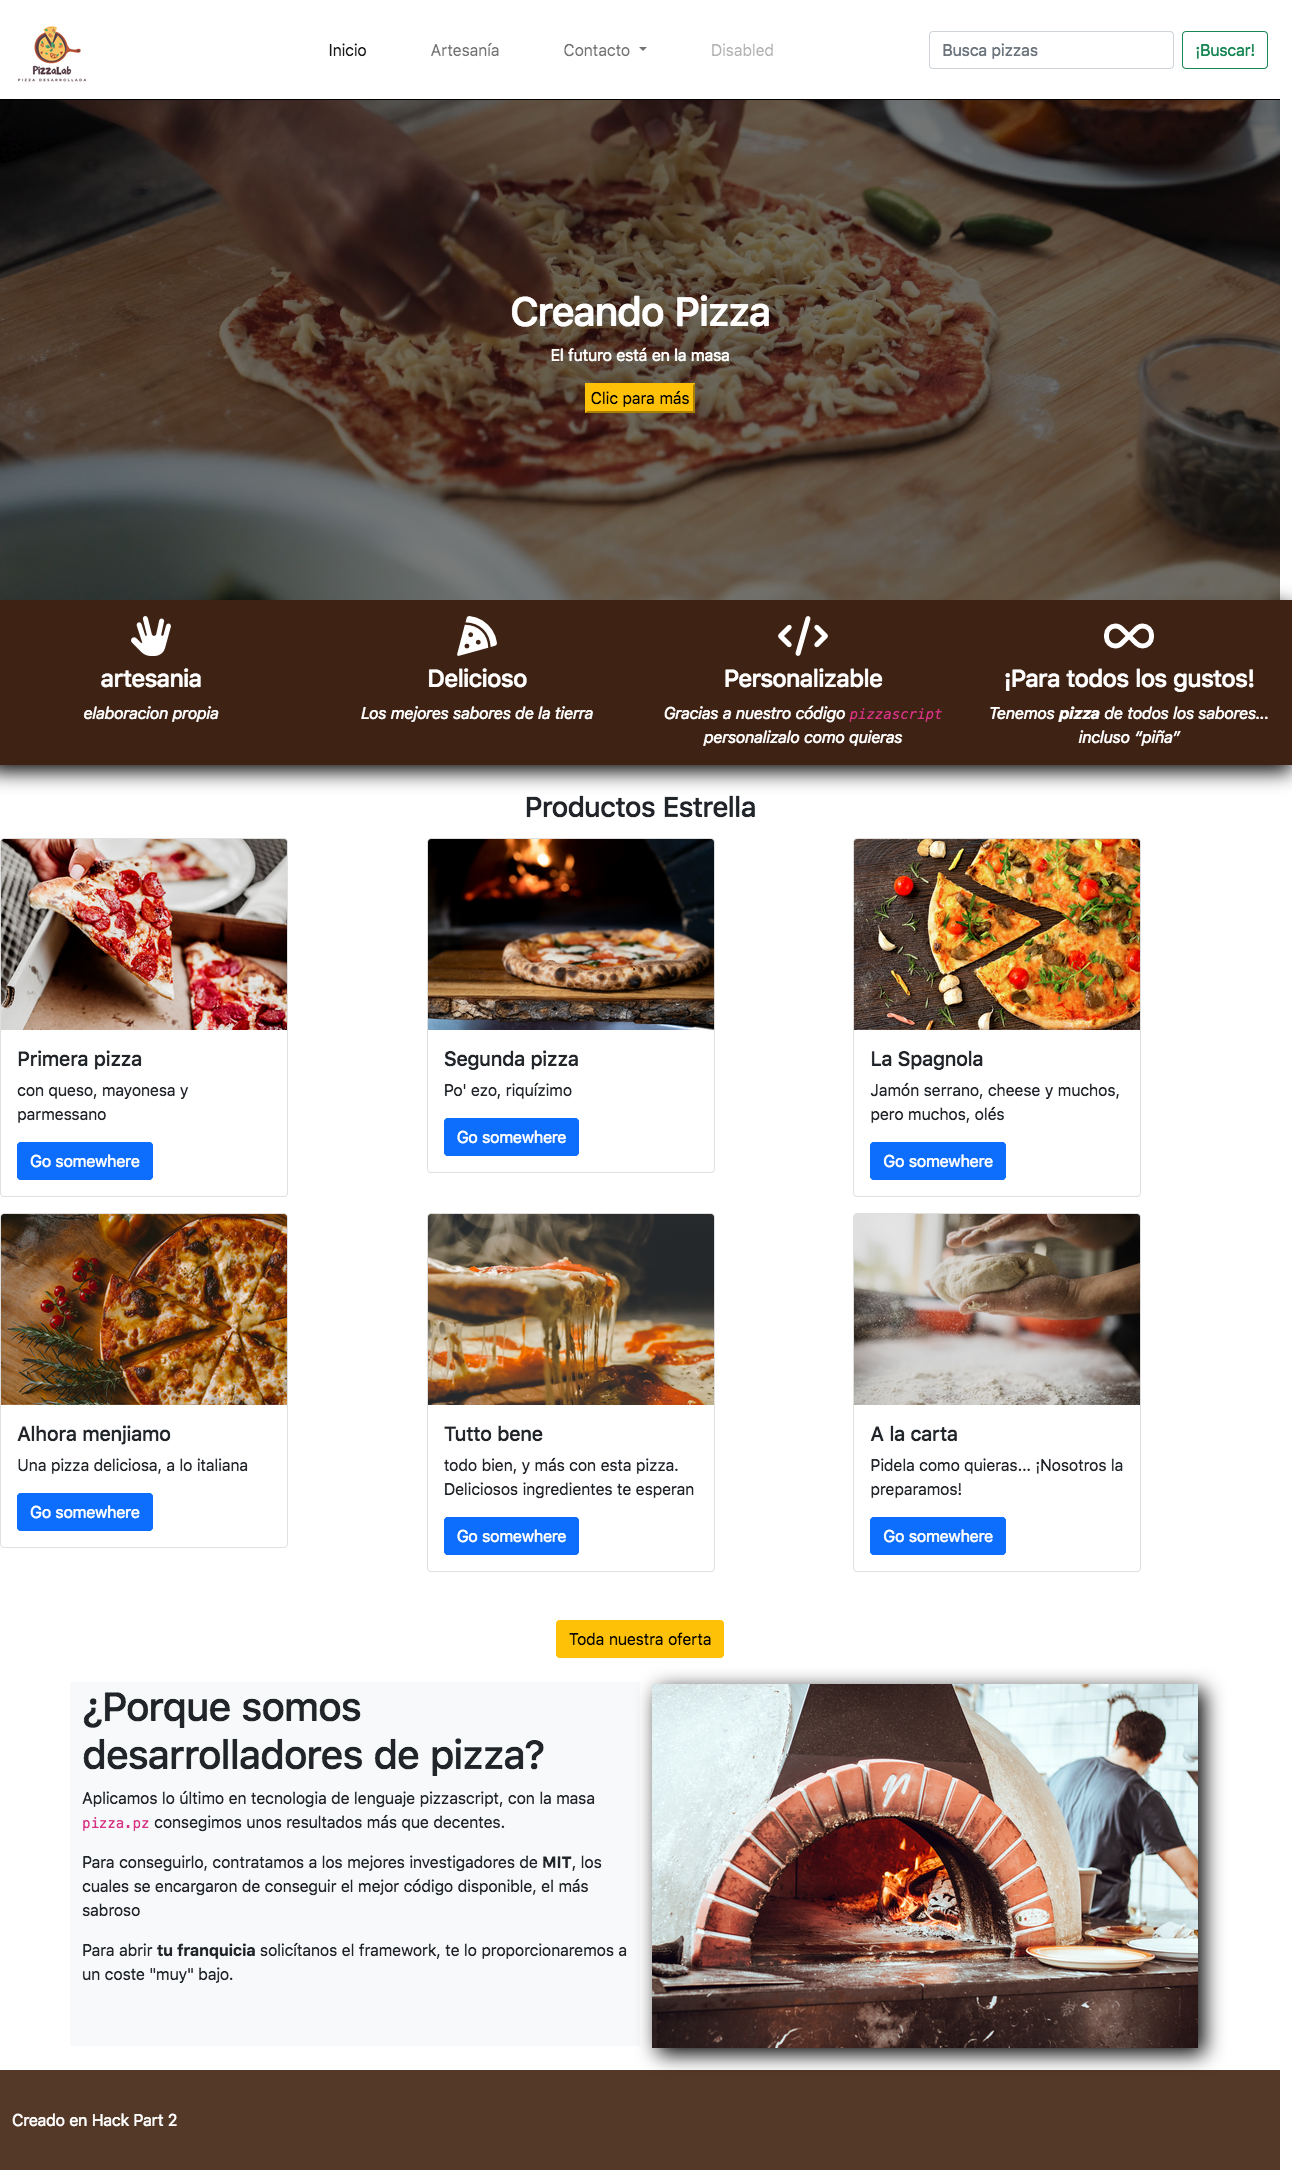 PizzaLab
PIZZA DESARROLLADA
Inicio
Artesanía
Contacto
Disabled
Busca pizzas
¡Buscar!
Creando Pizza
El futuro está en la masa
Clic para más
artesania
elaboracion propia
Delicioso
Los mejores sabores de la tierra
Personalizable
Gracias a nuestro código pizzascript
personalizalo como quieras
¡Para todos los gustos!
Tenemos pizza de todos los sabores...
incluso “piña”
Productos Estrella
Primera pizza
con queso, mayonesa y
parmessano
Go somewhere
Segunda pizza
Po' ezo, riquízimo
Go somewhere
La Spagnola
Jamón serrano, cheese y muchos,
pero muchos, olés
Go somewhere
Alhora menjiamo
Una pizza deliciosa, a lo italiana
Go somewhere
Tutto bene
todo bien, y más con esta pizza.
Deliciosos ingredientes te esperan
Go somewhere
A la carta
Pidela como quieras... ¡Nosotros la
preparamos!
Go somewhere
Toda nuestra oferta
¿Porque somos
desarrolladores de pizza?
Aplicamos lo último en tecnologia de lenguaje pizzascript, con la masa
pizza.pz consegimos unos resultados más que decentes.
Para conseguirlo, contratamos a los mejores investigadores de MIT, los
cuales se encargaron de conseguir el mejor código disponible, el más
sabroso
Para abrir tu franquicia solicítanos el framework, te lo proporcionaremos a
un coste "muy" bajo.
Creado en Hack Part 2